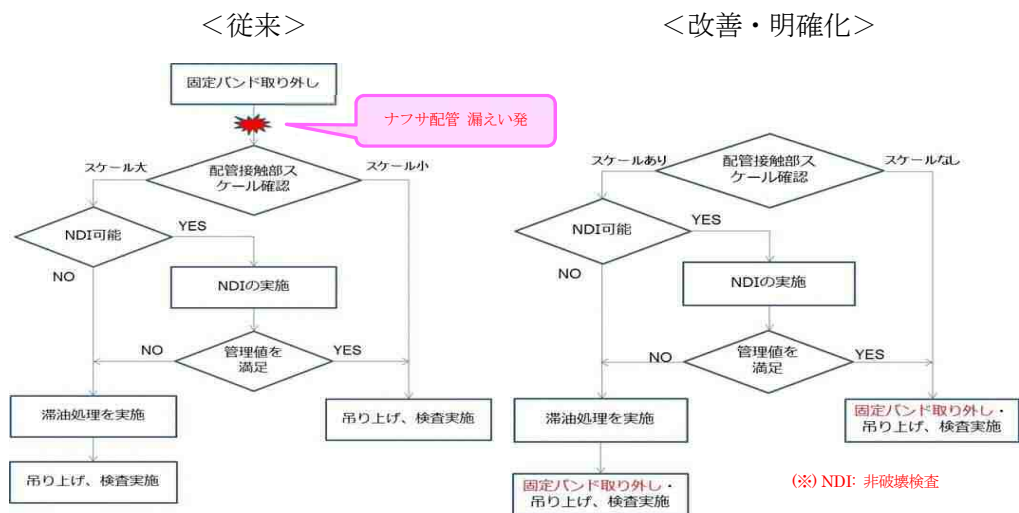 ＜従来＞
固定バンド取り外し
ナフサ配管 漏えい発
スケール大
配管接触部ス
ケール確認
スケール小
NDI可能
YES
NO
NDIの実施
NO
管理値を
満足
YES
滞油処理を実施
吊り上げ、検査実施
吊り上げ、検査実施
＜改善・明確化＞
スケールあり
配管接触部ス
ケール確認
スケールなし
NDI可能
YES
NO
NDIの実施
NO
管理値を
満足
YES
滞油処理を実施
固定バンド取り外し・
吊り上げ、検査実施
固定バンド取り外し・
吊り上げ、検査実施
(※) NDI: 非破壊検査